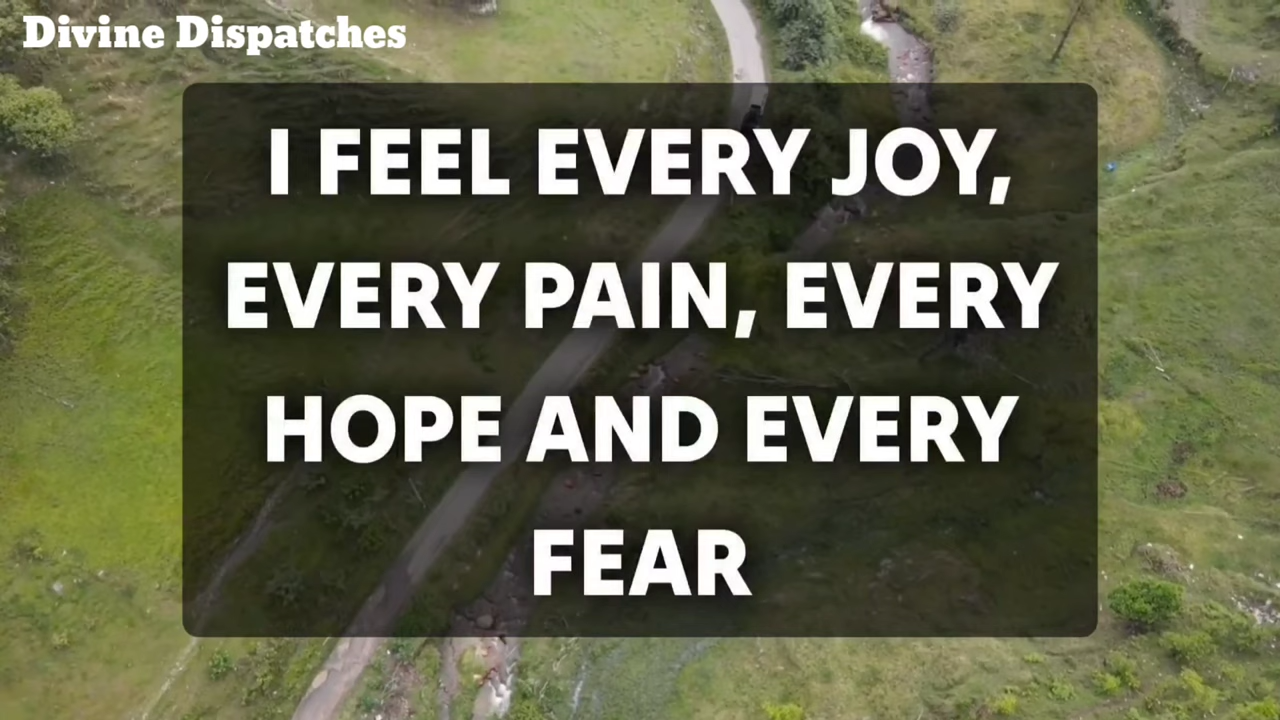 Divine Dispatches
I FEEL EVERY JOY,
EVERY PAIN, EVERY
HOPE AND EVERY
FEAR